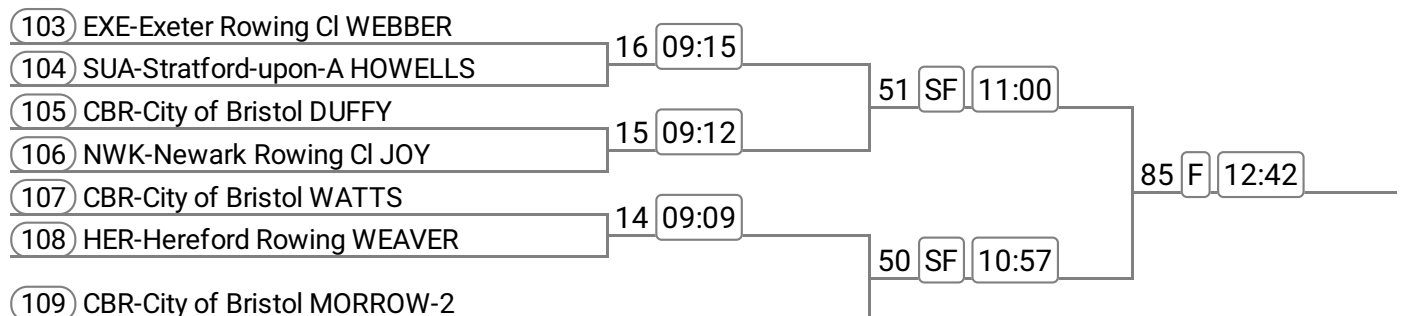 103 EXE-Exeter Rowing Cl WEBBER
16 09:15
104 SUA-Stratford-upon-A HOWELLS
51 SF 11:00
105 CBR-City of Bristol DUFFY
15 09:12
106 NWK-Newark Rowing Cl JOY
85 F 12:42
107 CBR-City of Bristol WATTS
14 09:09
108 HER-Hereford Rowing WEAVER
50 SF 10:57
109 CBR-City of Bristol MORROW-2